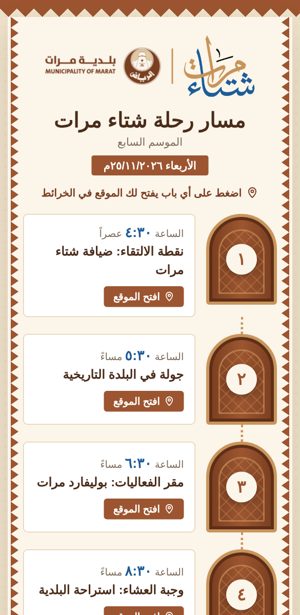 شتاء مرات
الرعاية
بلدية مرات
MUNICIPALITY OF MARAT
مسار رحلة شتاء مرات
الموسم السابع
الأربعاء ٢٥/١١/٢٠٢٦م
اضغط على أي باب يفتح لك الموقع في الخرائط
١
الساعة ٤:٣٠ عصراً
نقطة الالتقاء: ضيافة شتاء
مرات
افتح الموقع
٢
الساعة ٥:٣٠ مساءً
جولة في البلدة التاريخية
افتح الموقع
٣
الساعة ٦:٣٠ مساءً
مقر الفعاليات: بوليفارد مرات
افتح الموقع
٤
الساعة ٨:٣٠ مساءً
وجبة العشاء: استراحة البلدية